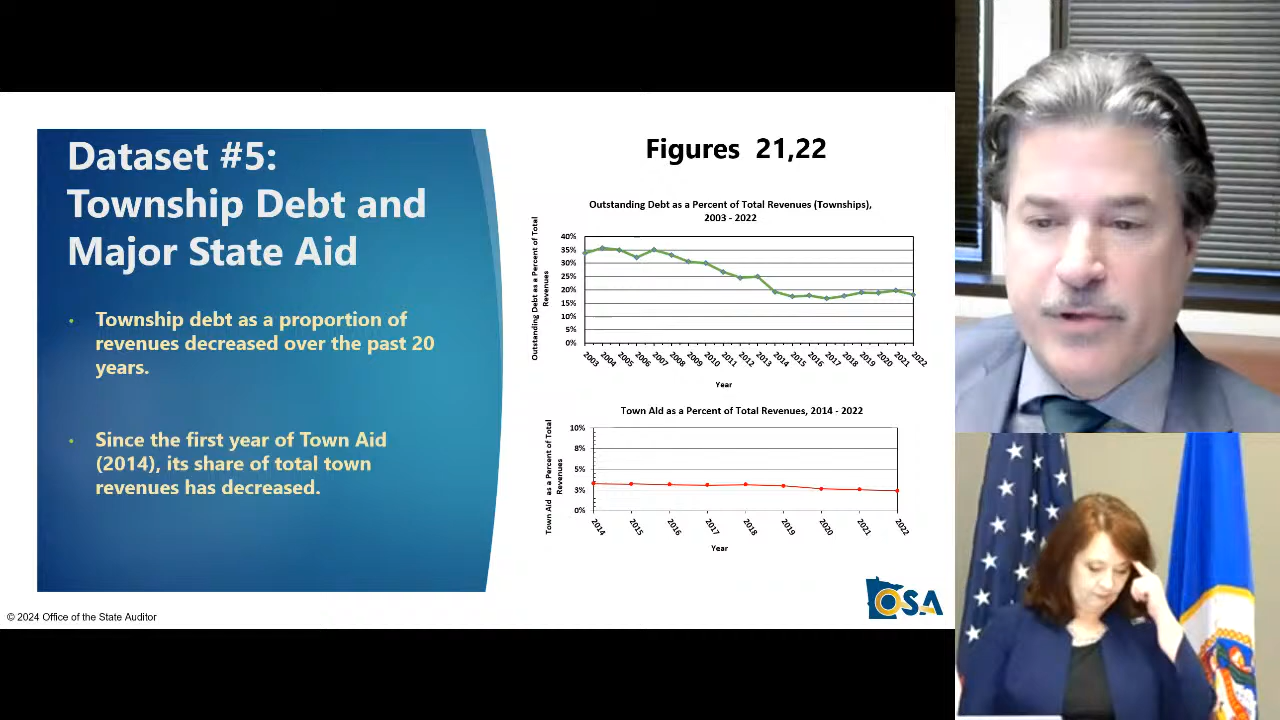 Dataset #5:
Township Debt and
Major State Aid
• Township debt as a proportion of
revenues decreased over the past 20
years.
• Since the first year of Town Aid
(2014), its share of total town
revenues has decreased.
© 2024 Office of the State Auditor
Figures 21,22
Outstanding Debt as a Percent of Total Revenues (Townships),
2003 - 2022
Outstanding Debt as a Percent of Total
Revenues
40%
35%
30%
25%
20%
15%
10%
5%
0%
2003 2004 2005 2006 2007 2008 2009 2010 2011 2012 2013 2014 2015 2016 2017 2018 2019 2020 2021 2022
Year
Town Aid as a Percent of Total Revenues, 2014 - 2022
Town Aid as a Percent of Total
Revenues
10%
8%
5%
3%
0%
2014 2015 2016 2017 2018 2019 2020 2021 2022
Year
OSA